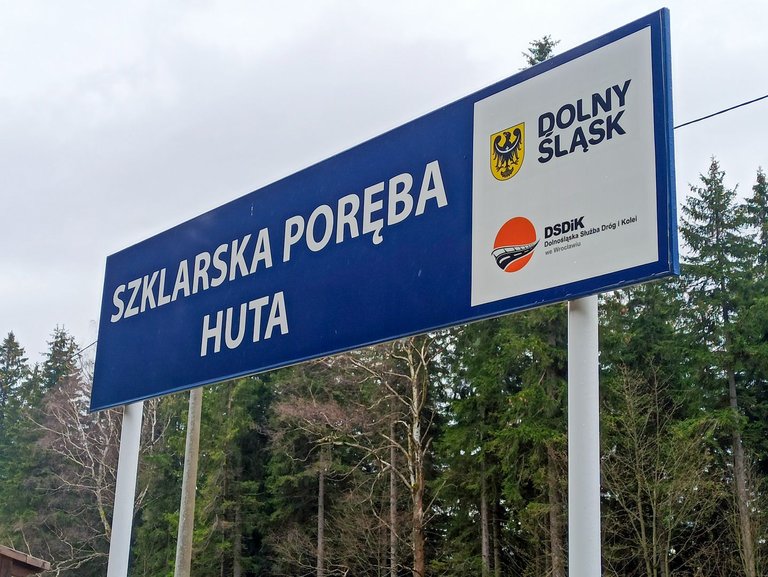 SZKLARSKA PORĘBA
HUTA
DOLNY
ŚLĄSK
DSDiK
Dolnośląska Służba Dróg i Kolei
we Wrocławiu